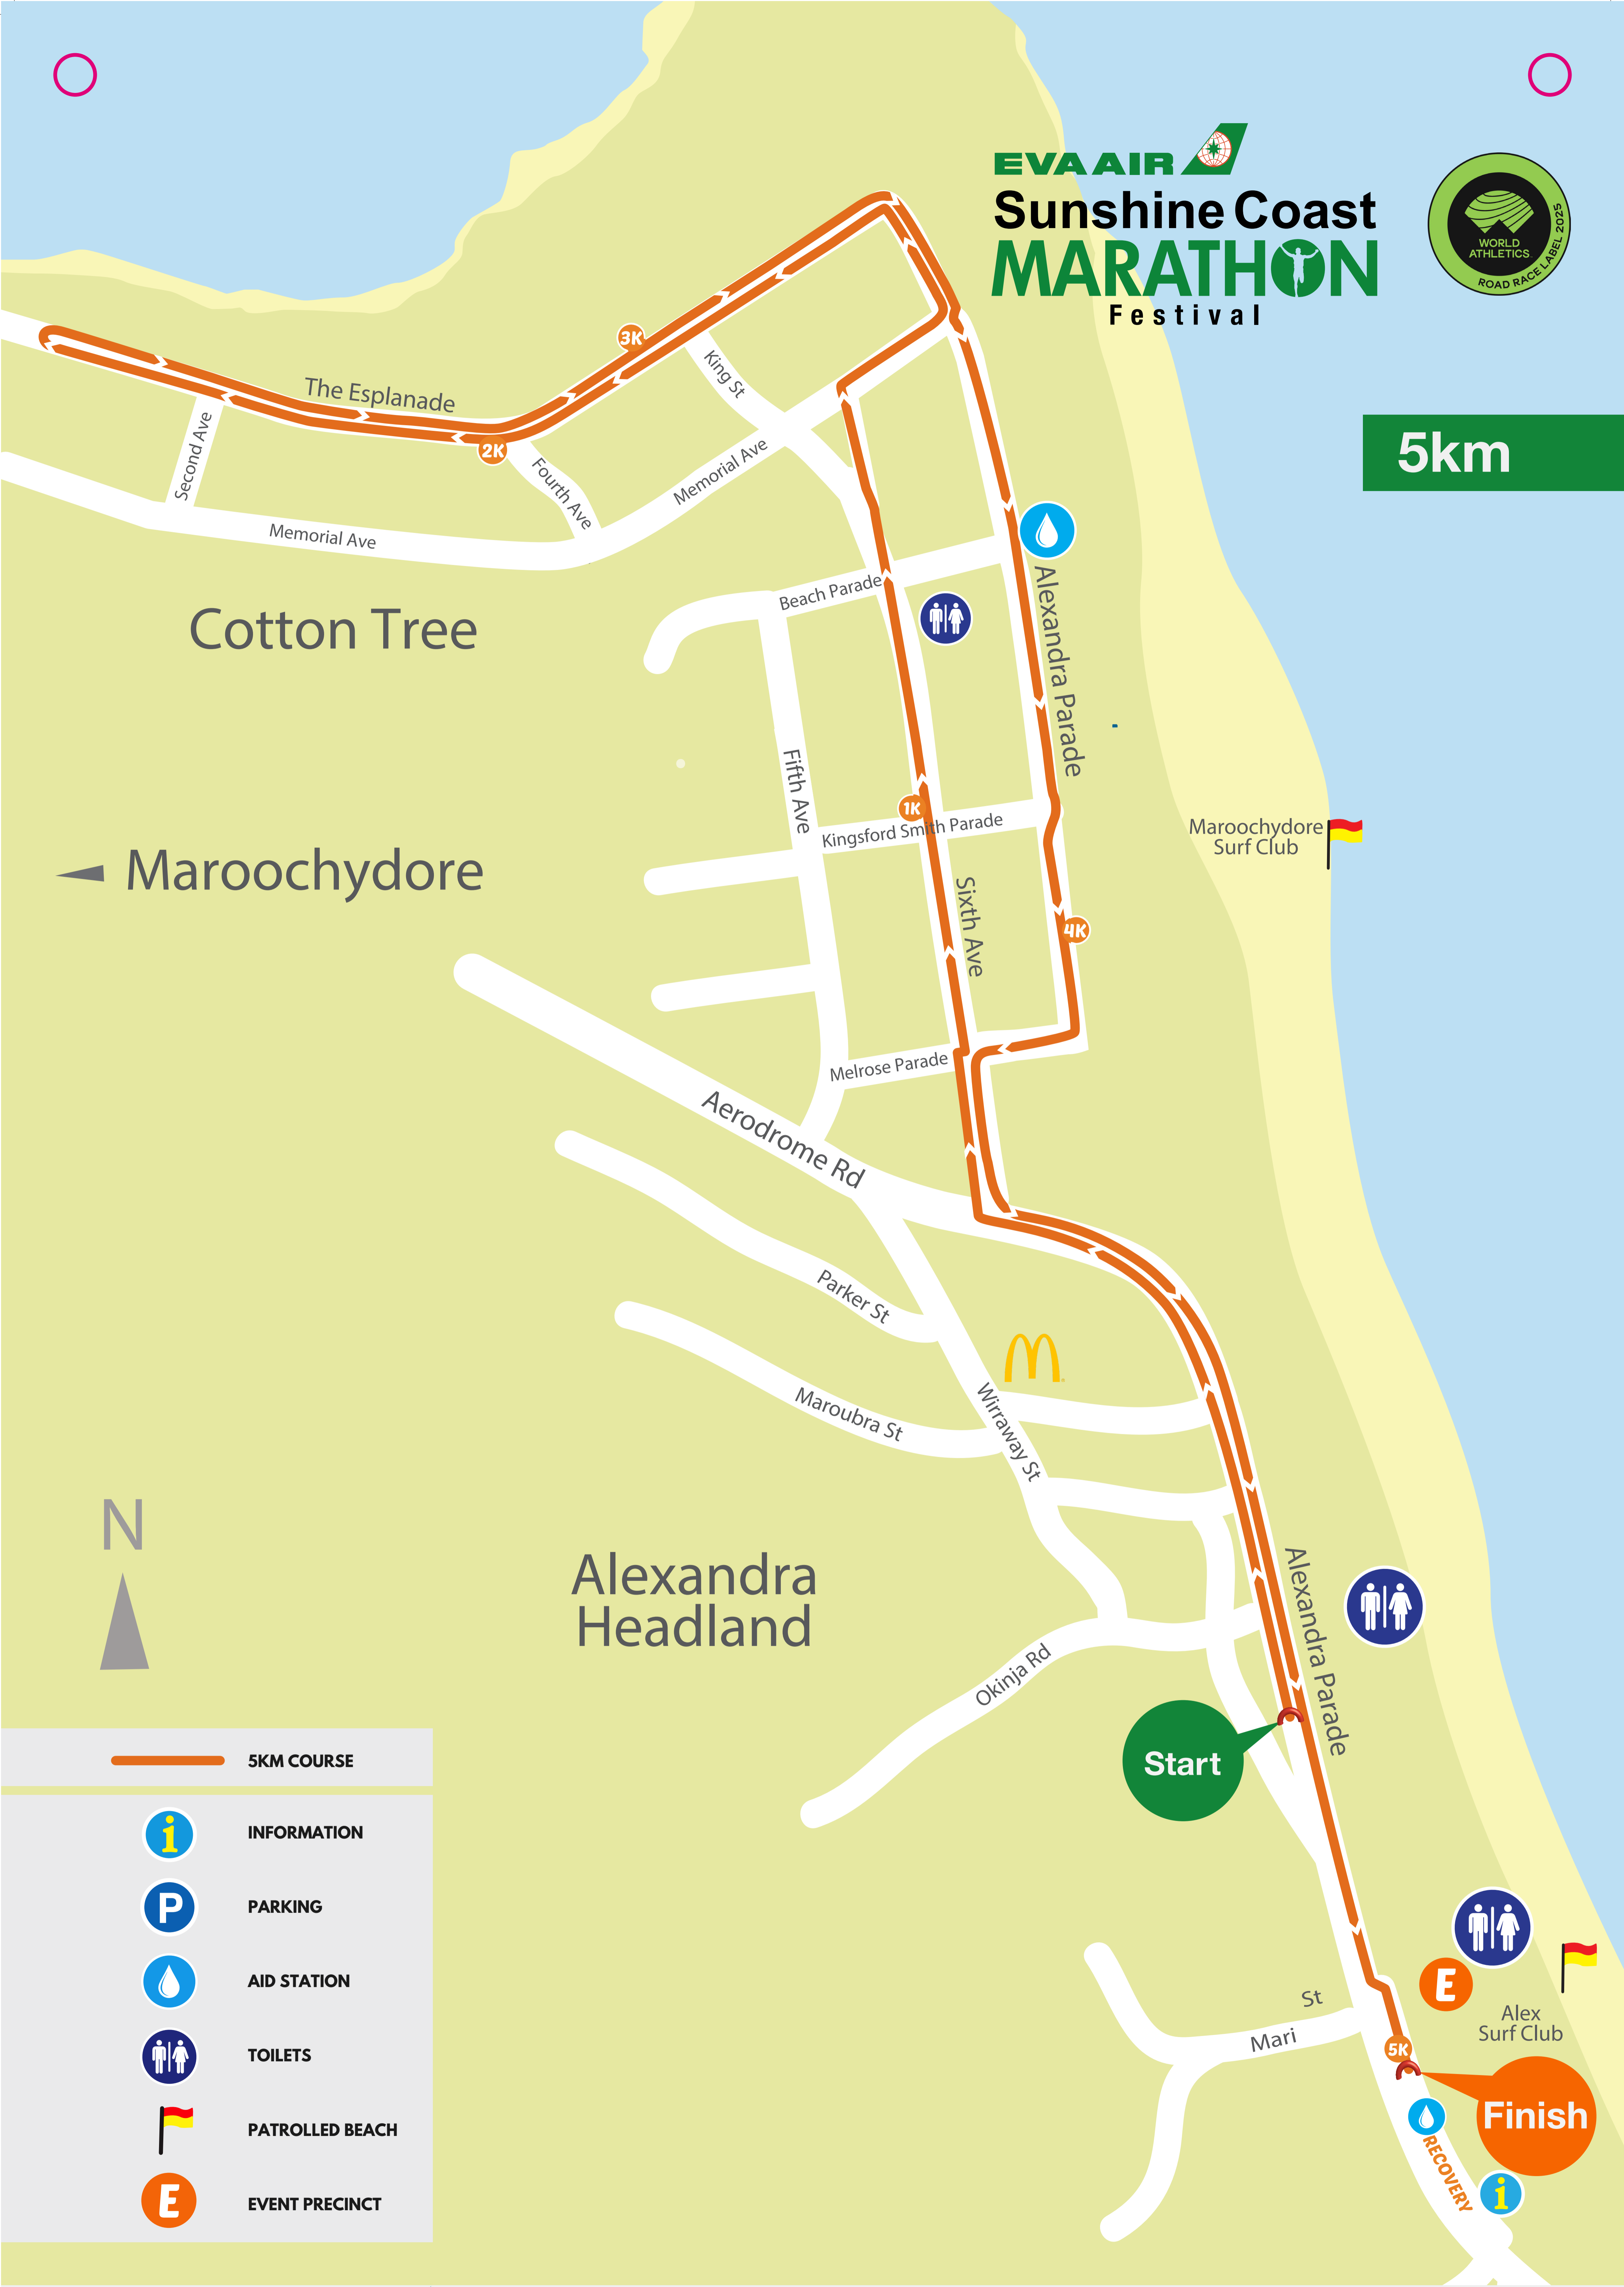 EVA AIR
Sunshine Coast
MARATHON
Festival
WORLD
ATHLETICS
ROAD RACE LABEL 2025
5km
3K
King St
The Esplanade
2K
Second Ave
Fourth Ave
Memorial Ave
Memorial Ave
Cotton Tree
Beach Parade
Alexandra Parade
Fifth Ave
1K
Kingsford Smith Parade
Maroochydore
Surf Club
Maroochydore
Sixth Ave
4K
Melrose Parade
Aerodrome Rd
Parker St
Maroubra St
Wirraway St
N
Alexandra
Headland
Alexandra Parade
Okinja Rd
Start
E
St
Mari
Alex
Surf Club
5K
Finish
RECOVERY
i
5KM COURSE
i INFORMATION
P PARKING
AID STATION
TOILETS
PATROLLED BEACH
E EVENT PRECINCT